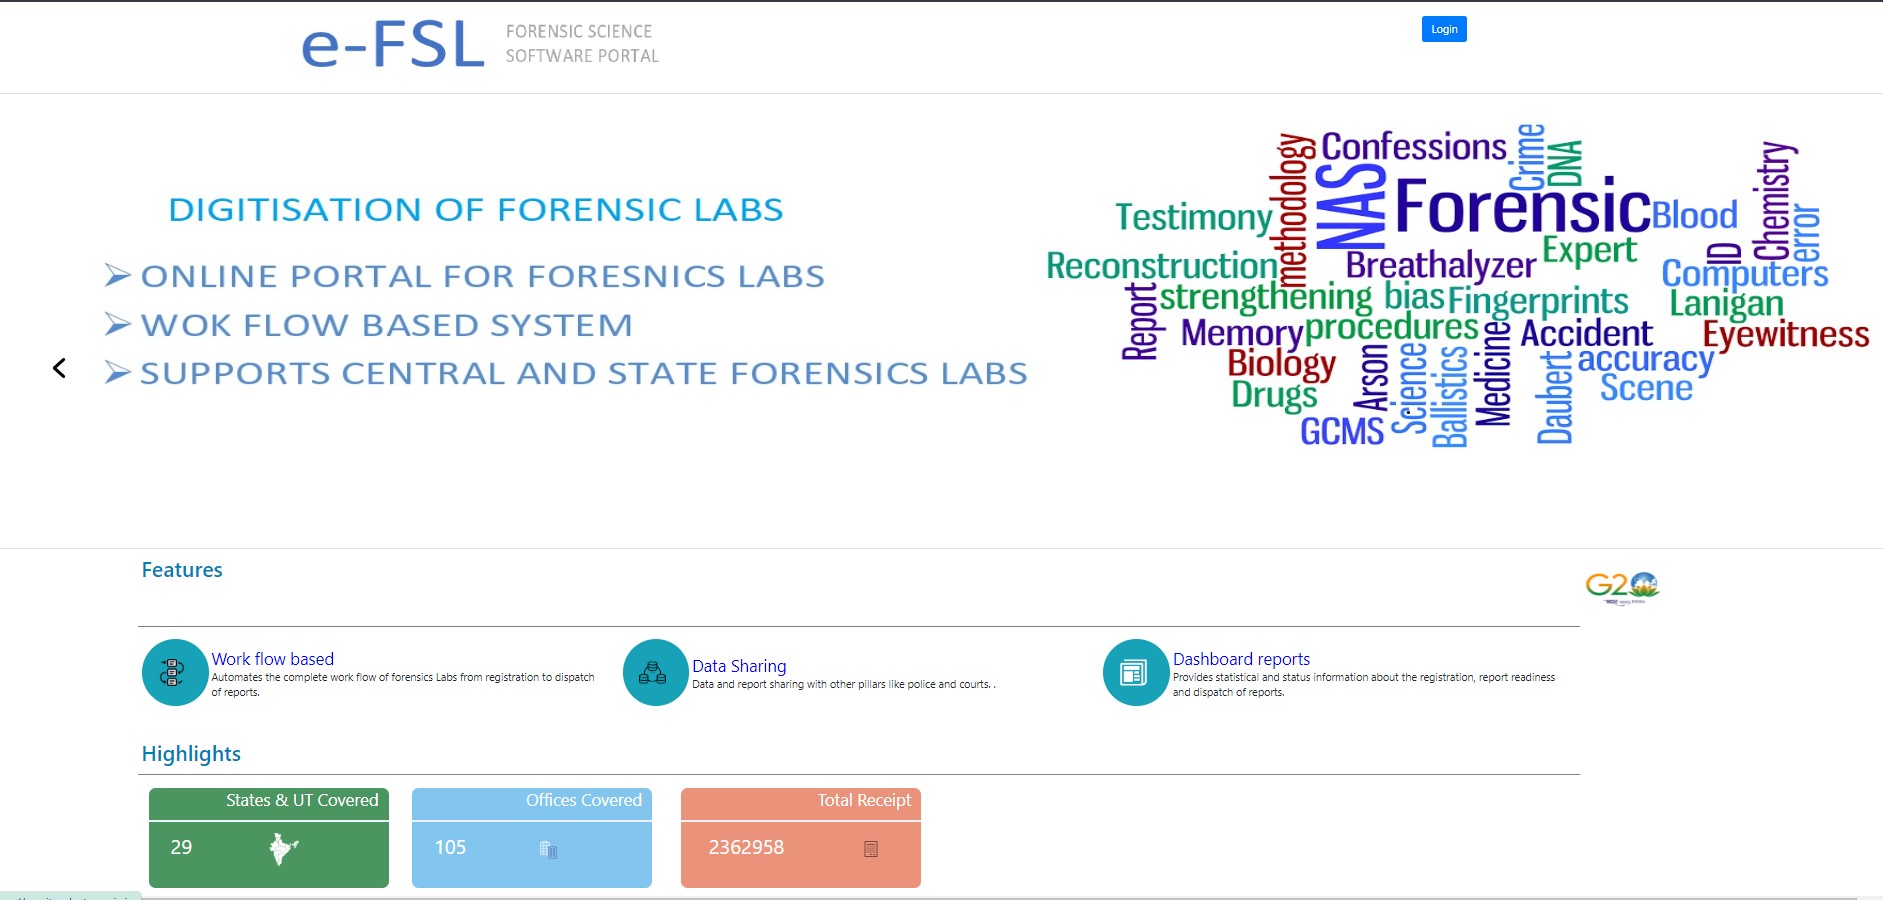 e-FSL
FORENSIC SCIENCE
SOFTWARE PORTAL
Login
DIGITISATION OF FORENSIC LABS
ONLINE PORTAL FOR FORESNICS LABS
WOK FLOW BASED SYSTEM
SUPPORTS CENTRAL AND STATE FORENSICS LABS
Confessions
Crime
DNA
methodology
NAS
Forensic
Blood
Chemistry
error
Testimony
Expert
ID
Reconstruction
Breathalyzer
Computers
Report
strengthening
bias
Fingerprints
Lanigan
Memory
procedures
Accident
Eyewitness
Biology
Arson
Science
Ballistics
Medicine
Daubert
accuracy
Drugs
Scene
GCMS
Features
G20
Work flow based
Automates the complete work flow of forensics Labs from registration to dispatch
of reports.
Data Sharing
Data and report sharing with other pillars like police and courts. .
Dashboard reports
Provides statistical and status information about the registration, report readiness
and dispatch of reports.
Highlights
States & UT Covered
29
Offices Covered
105
Total Receipt
2362958